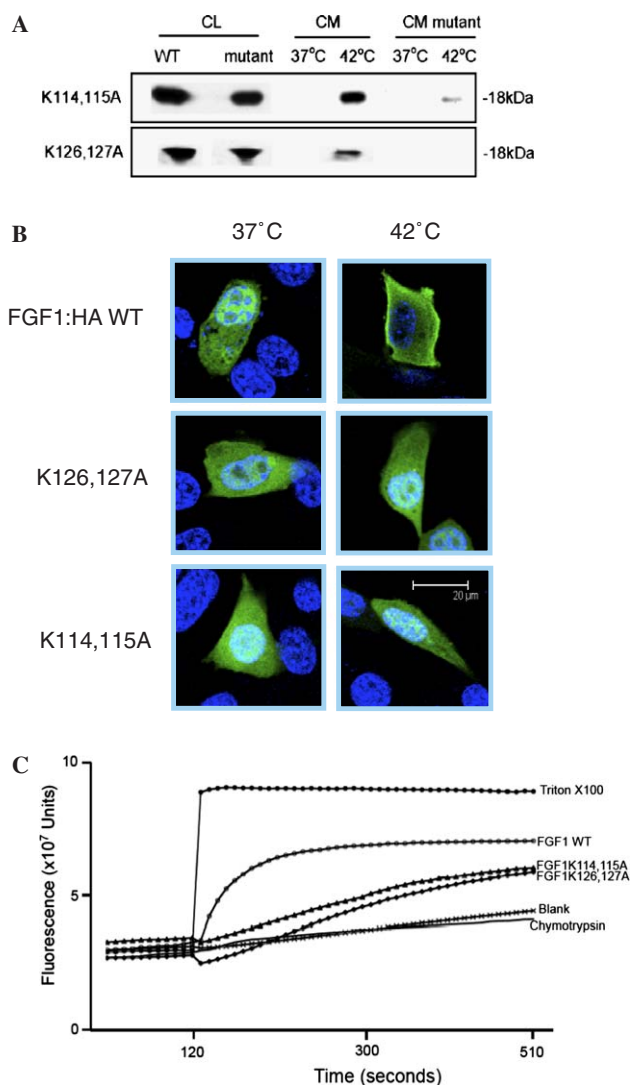 A
CL CM CM mutant
WT mutant 37°C 42°C 37°C 42°C
K114,115A -18kDa
K126,127A -18kDa
B
37°C 42°C
FGF1:HA WT
K126,127A
K114,115A
20 µm
C
Fluorescence (x10⁷ Units)
10
5
0
Triton X100
FGF1 WT
FGF1K114,115A
FGF1K126,127A
Blank
Chymotrypsin
120 300 510
Time (seconds)